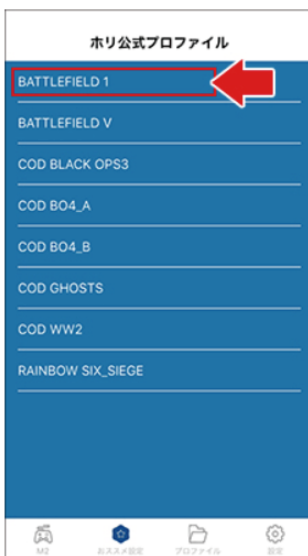 ホリ公式プロファイル
BATTLEFIELD 1
BATTLEFIELD V
COD BLACK OPS3
COD BO4_A
COD BO4_B
COD GHOSTS
COD WW2
RAINBOW SIX_SIEGE
M2 おススメ設定 プロファイル 設定